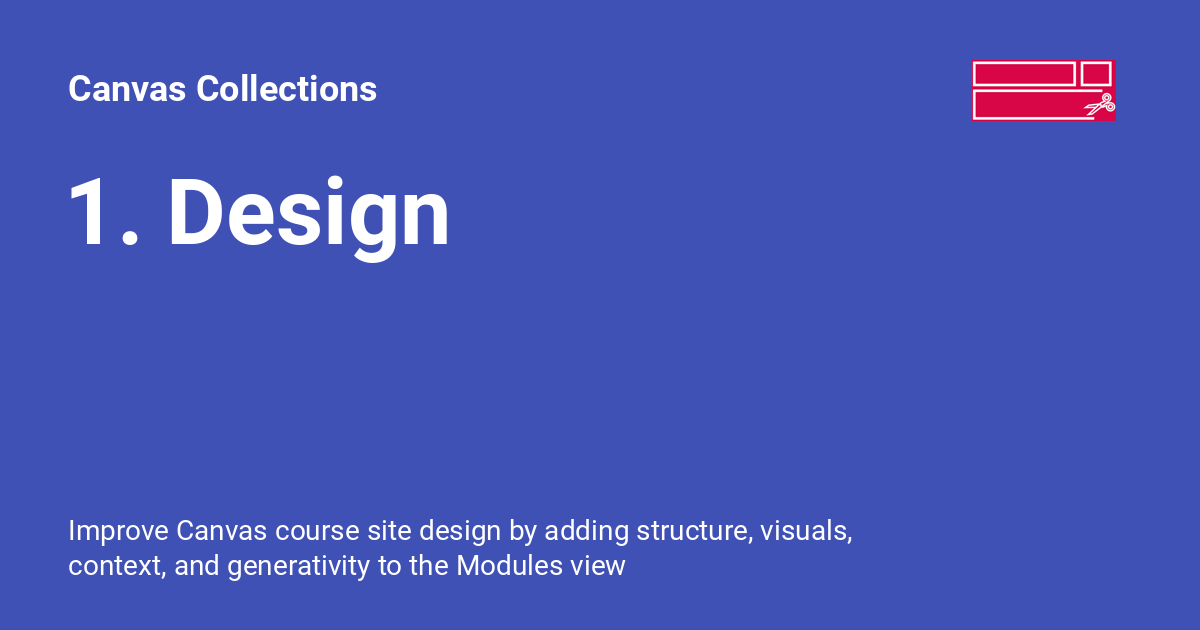 Canvas Collections
1. Design
Improve Canvas course site design by adding structure, visuals,
context, and generativity to the Modules view